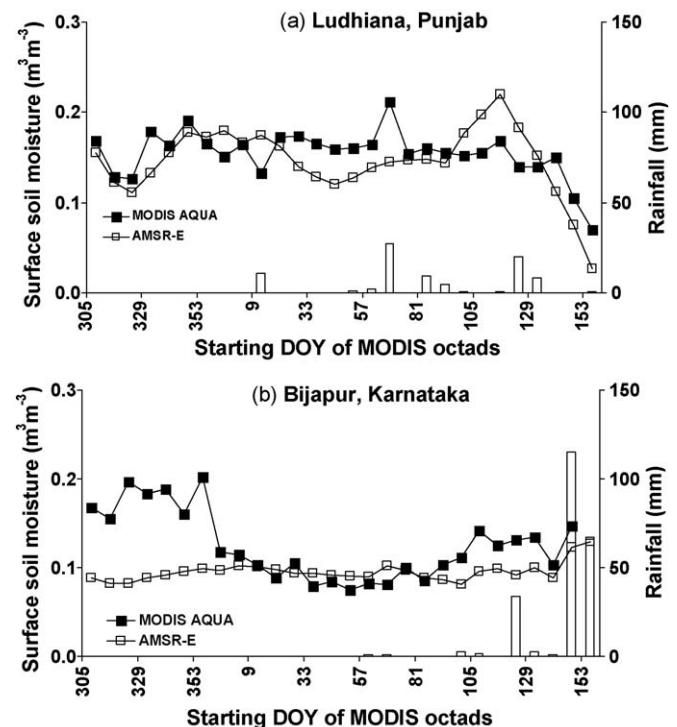 (a) Ludhiana, Punjab
Surface soil moisture (m³m⁻³)
0.3
0.2
0.1
0.0
150
100
50
0
Rainfall (mm)
MODIS AQUA
AMSR-E
305 329 353 9 33 57 81 105 129 153
Starting DOY of MODIS octads
(b) Bijapur, Karnataka
Surface soil moisture (m³m⁻³)
0.3
0.2
0.1
0.0
150
100
50
0
Rainfall (mm)
MODIS AQUA
AMSR-E
305 329 353 9 33 57 81 105 129 153
Starting DOY of MODIS octads